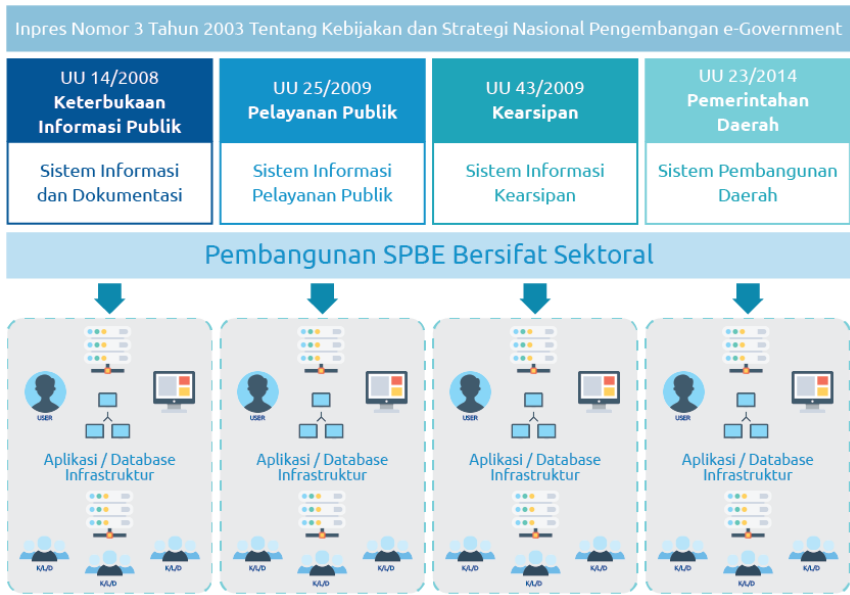 Inpres Nomor 3 Tahun 2003 Tentang Kebijakan dan Strategi Nasional Pengembangan e-Government
UU 14/2008
Keterbukaan
Informasi Publik
Sistem Informasi
dan Dokumentasi
UU 25/2009
Pelayanan Publik
Sistem Informasi
Pelayanan Publik
UU 43/2009
Kearsipan
Sistem Informasi
Kearsipan
UU 23/2014
Pemerintahan
Daerah
Sistem Pembangunan
Daerah
Pembangunan SPBE Bersifat Sektoral
USER
Aplikasi / Database
Infrastruktur
K/L/D
K/L/D
K/L/D
USER
Aplikasi / Database
Infrastruktur
K/L/D
K/L/D
K/L/D
USER
Aplikasi / Database
Infrastruktur
K/L/D
K/L/D
K/L/D
USER
Aplikasi / Database
Infrastruktur
K/L/D
K/L/D
K/L/D